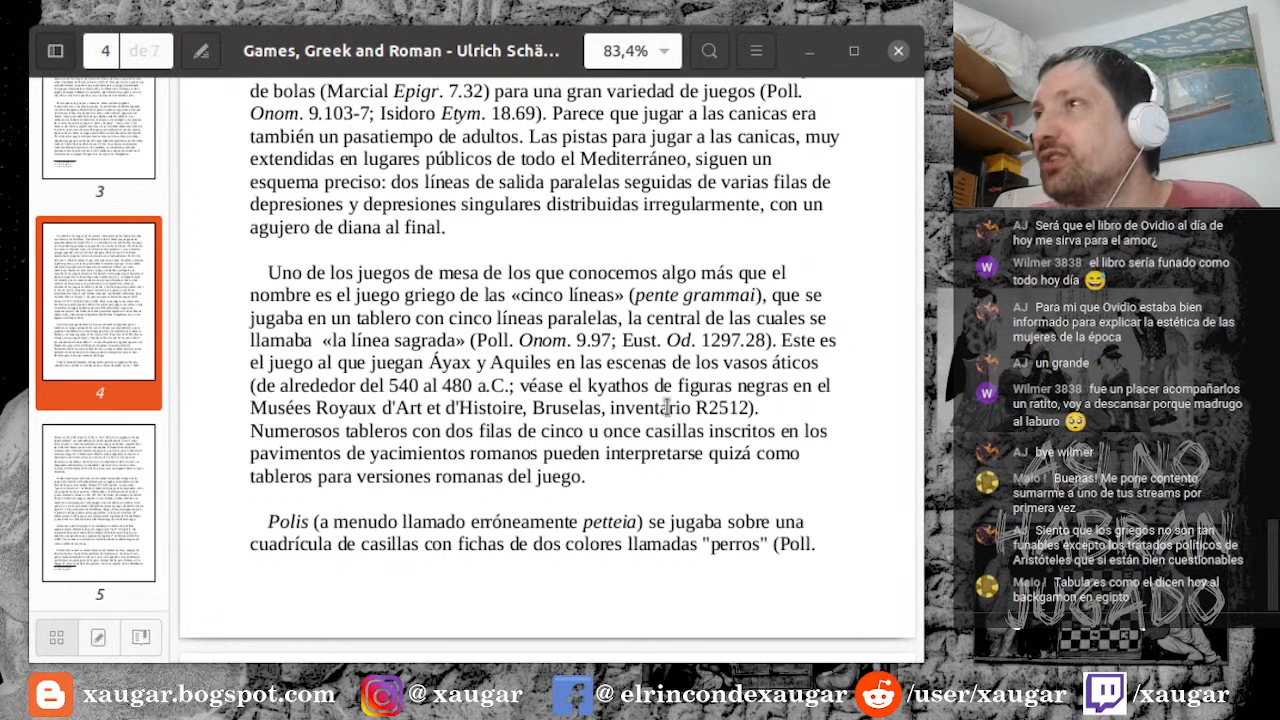 4
de 7
Games, Greek and Roman - Ulrich Schä...
83,4%
3
4
5
de bolas (Marcial Epigr. 7.32) para una gran variedad de juegos (Poll.
Onom. 9.103-7; Isidoro Etym. 18.69). Parece que jugar a las canicas era
también un pasatiempo de adultos. Las pistas para jugar a las canicas, muy
extendidas en lugares públicos de todo el Mediterráneo, siguen un
esquema preciso: dos líneas de salida paralelas seguidas de varias filas de
depresiones y depresiones singulares distribuidas irregularmente, con un
agujero de diana al final.
Uno de los juegos de mesa de los que conocemos algo más que el
nombre es el juego griego de las «cinco líneas» (pente grammai), que se
jugaba en un tablero con cinco líneas paralelas, la central de las cuales se
llamaba «la línea sagrada» (Poll. Onom. 9.97; Eust. Od. 1297.28). Este es
el juego al que juegan Áyax y Aquiles en las escenas de los vasos áticos
(de alrededor del 540 al 480 a.C.; véase el kyathos de figuras negras en el
Musées Royaux d'Art et d'Histoire, Bruselas, inventario R2512).
Numerosos tableros con dos filas de cinco u once casillas inscritos en los
pavimentos de yacimientos romanos pueden interpretarse quizá como
tableros para versiones romanas del juego.
Polis (a menudo llamado erróneamente petteia) se jugaba sobre una
cuadrícula de casillas con fichas de dos colores llamadas "perros" (Poll.
AJ Será que el libro de Ovidio al día de
hoy me sirva para el amor¿
Wilmer 3838 el libro sería funado como
todo hoy día
AJ Para mi que Ovidio estaba bien
informado para explicar la estética de las
mujeres de la época
AJ un grande
Wilmer 3838 fue un placer acompañarlos
un ratito, voy a descansar porque madrugo
al laburo
AJ bye wilmer
Maio ! Buenas! Me pone contento
sumarme a uno de tus streams por
primera vez
AJ Siento que los griegos no son tan
funables excepto los tratados políticos de
Aristóteles que si están bien cuestionables
Maio ! Tabula es como el dicen hoy al
backgamon en egipto
ASÍ NO
HABRÁN
JUGADO
xaugar.bogspot.com
@ xaugar
@ elrincondexaugar
/user/xaugar
/xaugar